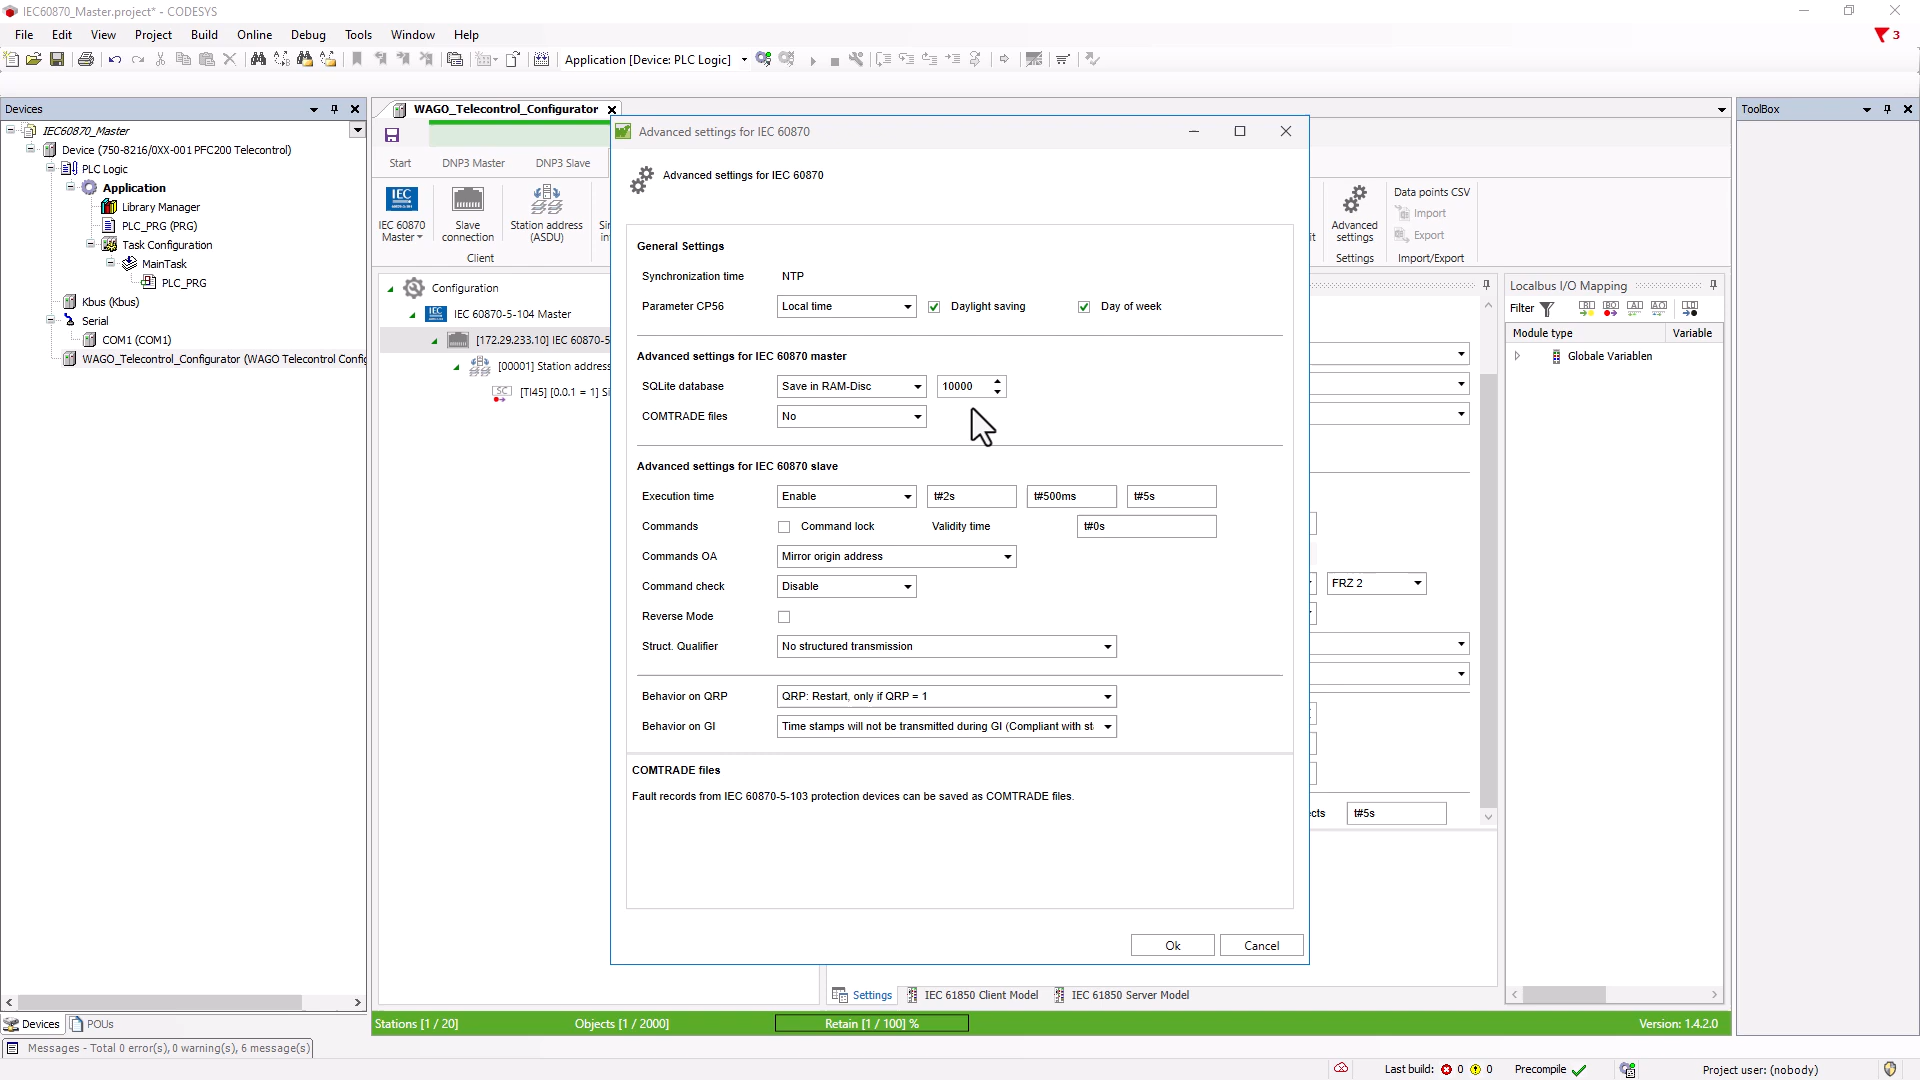 IEC60870_Master.project* - CODESYS
File Edit View Project Build Online Debug Tools Window Help
3
Application [Device: PLC Logic]
Devices
WAGO_Telecontrol_Configurator
ToolBox
IEC60870_Master
Device (750-8216/0XX-001 PFC200 Telecontrol)
PLC Logic
Application
Library Manager
PLC_PRG (PRG)
Task Configuration
MainTask
PLC_PRG
Kbus (Kbus)
Serial
COM1 (COM1)
WAGO_Telecontrol_Configurator (WAGO Telecontrol Config
Start DNP3 Master DNP3 Slave
IEC
IEC 60870 Master
Slave connection
Station address (ASDU)
Client
Configuration
IEC IEC 60870-5-104 Master
[172.29.233.10] IEC 60870-5
[00001] Station address
SC [TI45] [0.0.1 = 1] Si
Advanced settings for IEC 60870
Advanced settings for IEC 60870
General Settings
Synchronization time NTP
Parameter CP56 Local time Daylight saving Day of week
Advanced settings for IEC 60870 master
SQLite database Save in RAM-Disc 10000
COMTRADE files No
Advanced settings for IEC 60870 slave
Execution time Enable t#2s t#500ms t#5s
Commands Command lock Validity time t#0s
Commands OA Mirror origin address
Command check Disable
Reverse Mode
Struct. Qualifier No structured transmission
Behavior on QRP QRP: Restart, only if QRP = 1
Behavior on GI Time stamps will not be transmitted during GI (Compliant with st
COMTRADE files
Fault records from IEC 60870-5-103 protection devices can be saved as COMTRADE files.
Ok Cancel
Advanced settings
Settings
Data points CSV
Import
Export
Import/Export
FRZ 2
cts t#5s
Localbus I/O Mapping
Filter BI BO AI AO
Module type Variable
Globale Variablen
Settings IEC 61850 Client Model IEC 61850 Server Model
Devices POUs
Stations [1 / 20] Objects [1 / 2000] Retain [1 / 100] % Version: 1.4.2.0
Messages - Total 0 error(s), 0 warning(s), 6 message(s)
Last build: 0 0 Precompile Project user: (nobody)